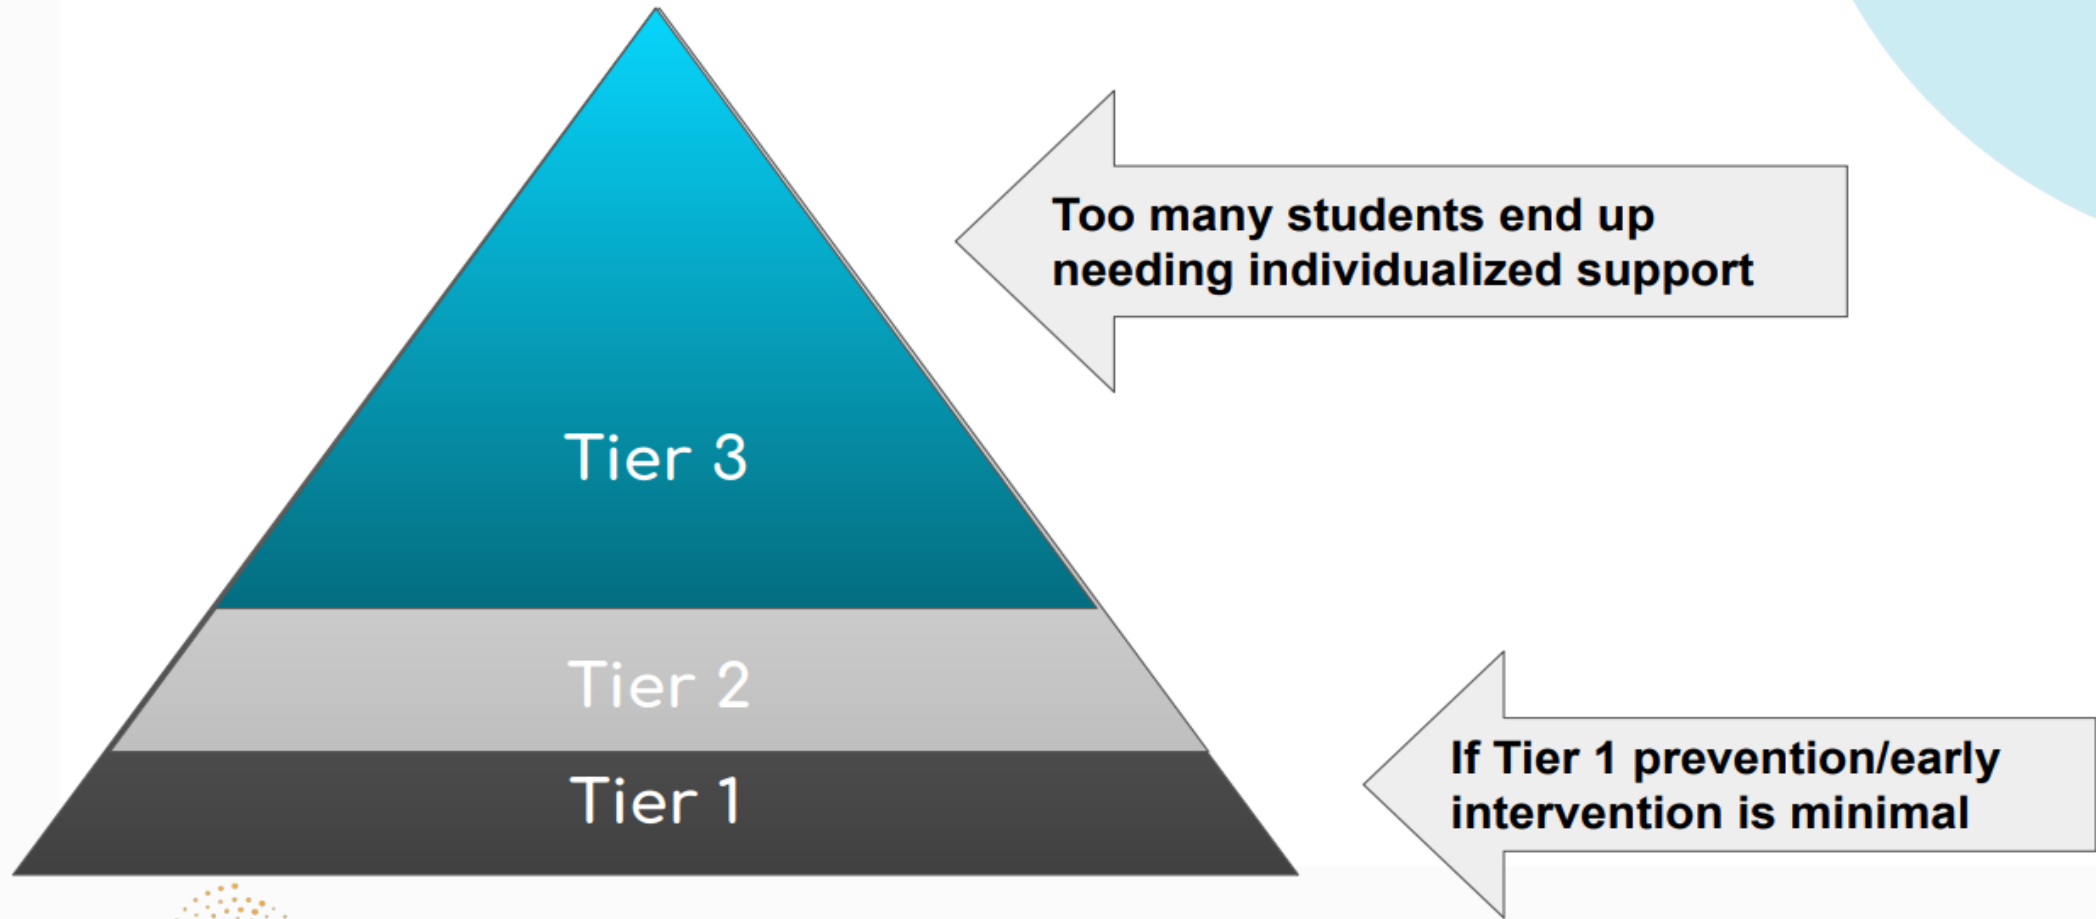 Too many students end up
needing individualized support
Tier 3
Tier 2
If Tier 1 prevention/early
intervention is minimal
Tier 1